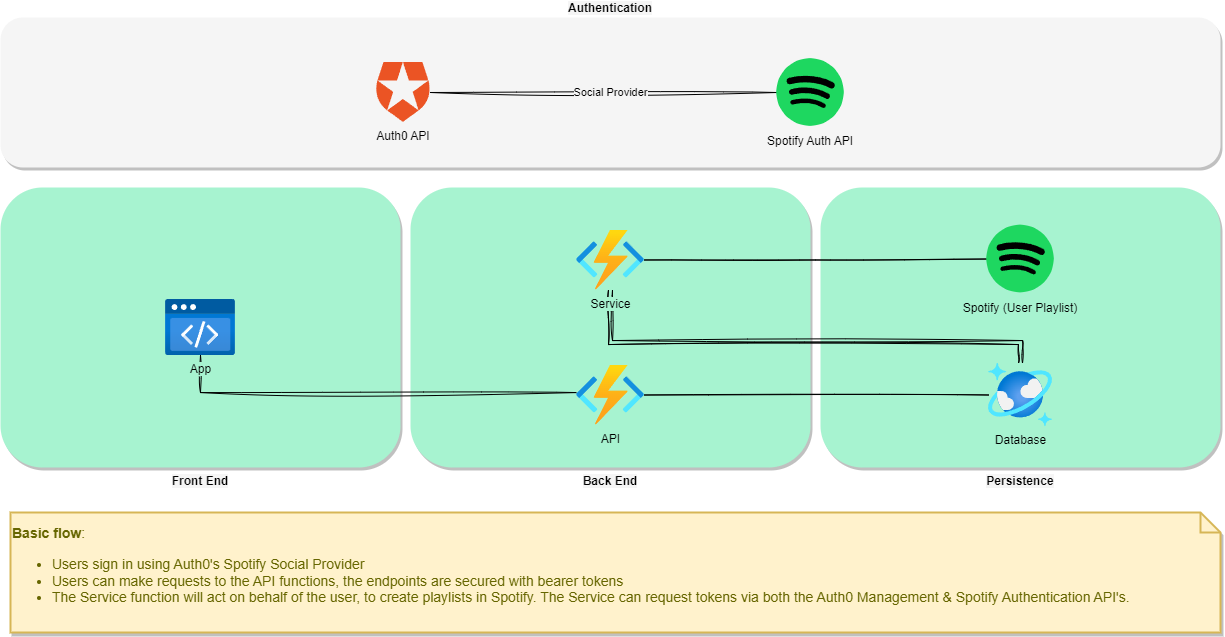 Authentication
Social Provider
Auth0 API
Spotify Auth API
Service
Spotify (User Playlist)
App
API
Database
Front End
Back End
Persistence
Basic flow:
Users sign in using Auth0's Spotify Social Provider
Users can make requests to the API functions, the endpoints are secured with bearer tokens
The Service function will act on behalf of the user, to create playlists in Spotify. The Service can request tokens via both the Auth0 Management & Spotify Authentication API's.